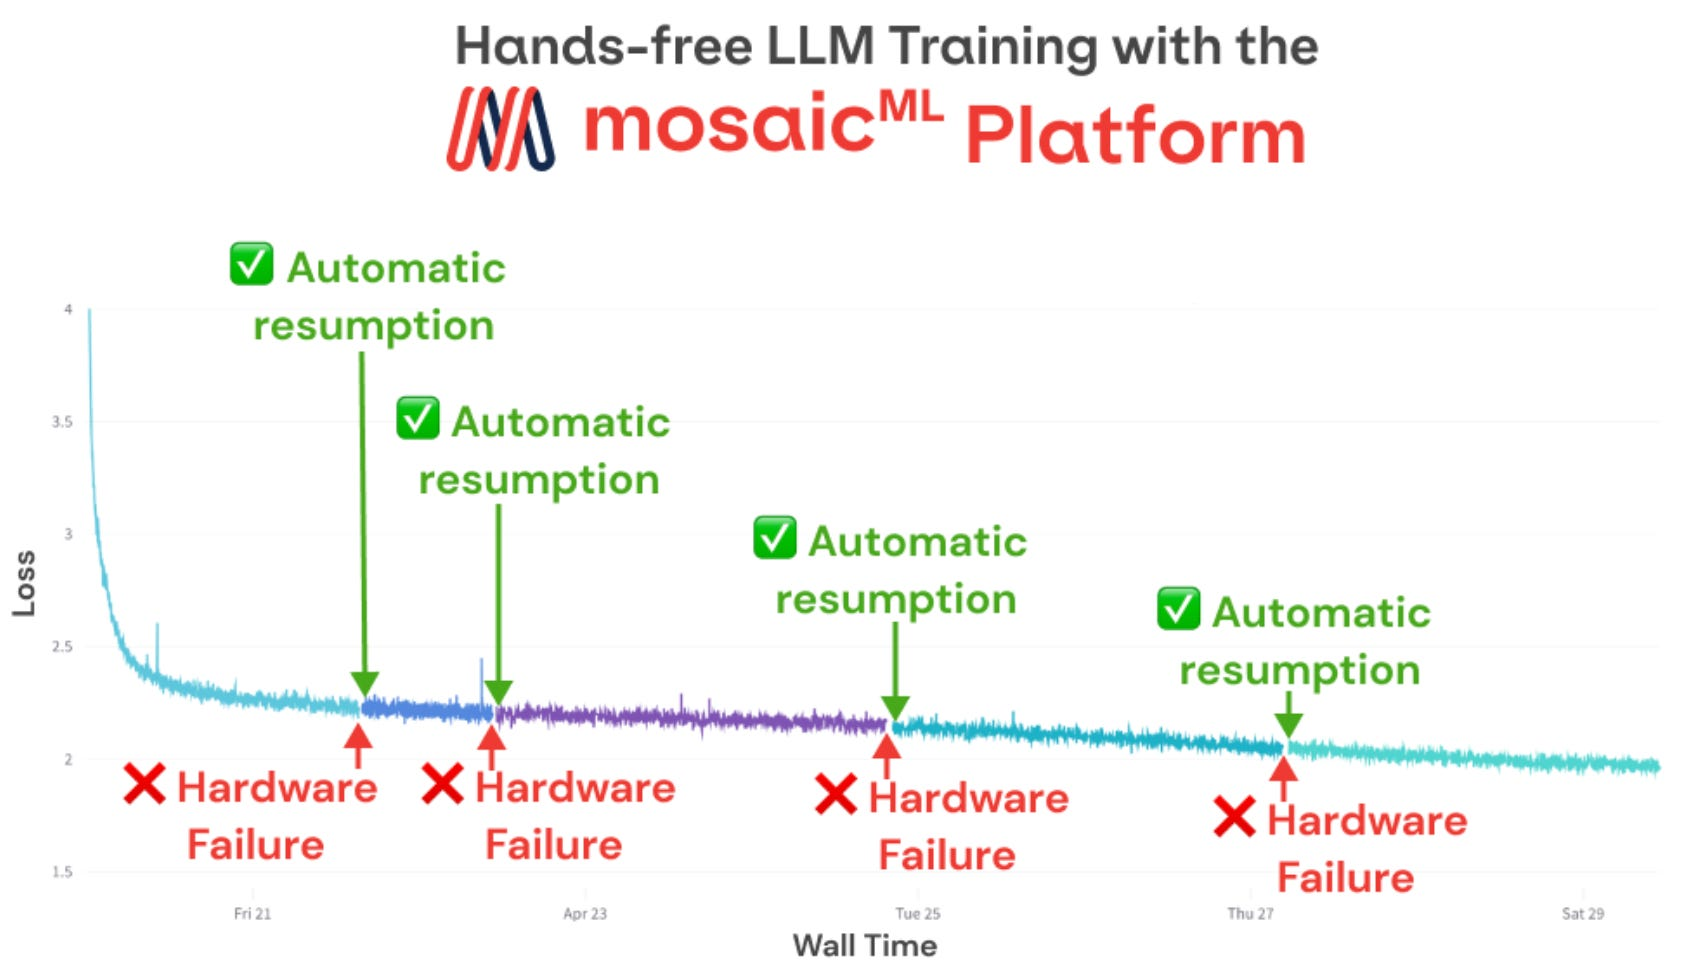 Hands-free LLM Training with the
mosaicML Platform
✅ Automatic
resumption
✅ Automatic
resumption
✅ Automatic
resumption
✅ Automatic
resumption
4
3.5
3
2.5
2
1.5
Loss
❌ Hardware
Failure
❌ Hardware
Failure
❌ Hardware
Failure
❌ Hardware
Failure
Fri 21
Apr 23
Tue 25
Thu 27
Sat 29
Wall Time